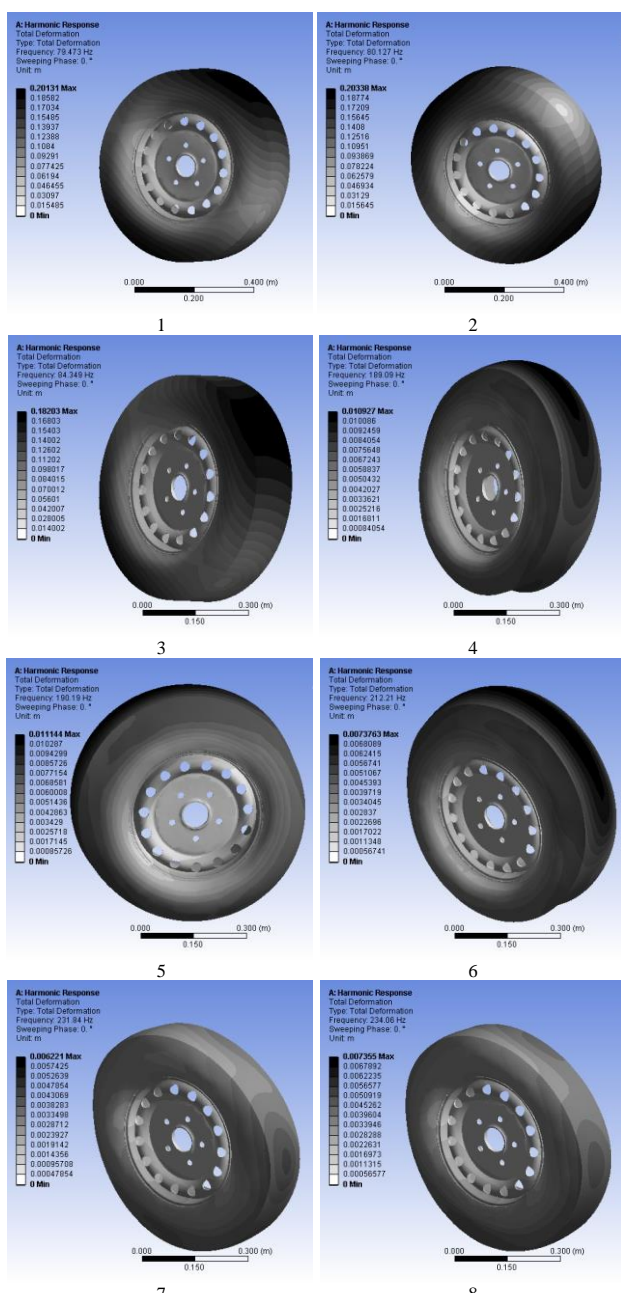 A: Harmonic Response
Total Deformation
Type: Total Deformation
Frequency: 79.473 Hz
Sweeping Phase: 0. °
Unit: m
0.20131 Max
0.18582
0.17034
0.15485
0.13937
0.12388
0.1084
0.09291
0.077425
0.06194
0.046455
0.03097
0.015485
0 Min
0.000
0.400 (m)
0.200
1
A: Harmonic Response
Total Deformation
Type: Total Deformation
Frequency: 80.127 Hz
Sweeping Phase: 0. °
Unit: m
0.20338 Max
0.18774
0.17209
0.15645
0.1408
0.12516
0.10951
0.093869
0.078224
0.062579
0.046934
0.03129
0.015645
0 Min
0.000
0.400 (m)
0.200
2
A: Harmonic Response
Total Deformation
Type: Total Deformation
Frequency: 84.349 Hz
Sweeping Phase: 0. °
Unit: m
0.18203 Max
0.16803
0.15403
0.14002
0.12602
0.11202
0.098017
0.084015
0.070012
0.05601
0.042007
0.028005
0.014002
0 Min
0.000
0.300 (m)
0.150
3
A: Harmonic Response
Total Deformation
Type: Total Deformation
Frequency: 189.09 Hz
Sweeping Phase: 0. °
Unit: m
0.010927 Max
0.010086
0.0092459
0.0084054
0.0075648
0.0067243
0.0058837
0.0050432
0.0042027
0.0033621
0.0025216
0.0016811
0.00084054
0 Min
0.000
0.300 (m)
0.150
4
A: Harmonic Response
Total Deformation
Type: Total Deformation
Frequency: 190.19 Hz
Sweeping Phase: 0. °
Unit: m
0.011144 Max
0.010287
0.0094299
0.0085726
0.0077154
0.0068581
0.0060008
0.0051436
0.0042863
0.003429
0.0025718
0.0017145
0.00085726
0 Min
0.000
0.300 (m)
0.150
5
A: Harmonic Response
Total Deformation
Type: Total Deformation
Frequency: 212.21 Hz
Sweeping Phase: 0. °
Unit: m
0.0073763 Max
0.0068089
0.0062415
0.0056741
0.0051067
0.0045393
0.0039719
0.0034045
0.002837
0.0022696
0.0017022
0.0011348
0.00056741
0 Min
0.000
0.300 (m)
0.150
6
A: Harmonic Response
Total Deformation
Type: Total Deformation
Frequency: 231.84 Hz
Sweeping Phase: 0. °
Unit: m
0.006221 Max
0.0057425
0.0052639
0.0047854
0.0043069
0.0038283
0.0033498
0.0028712
0.0023927
0.0019142
0.0014356
0.00095708
0.00047854
0 Min
0.000
0.300 (m)
0.150
7
A: Harmonic Response
Total Deformation
Type: Total Deformation
Frequency: 234.06 Hz
Sweeping Phase: 0. °
Unit: m
0.007355 Max
0.0067892
0.0062235
0.0056577
0.0050919
0.0045262
0.0039604
0.0033946
0.0028288
0.0022631
0.0016973
0.0011315
0.00056577
0 Min
0.000
0.300 (m)
0.150
8